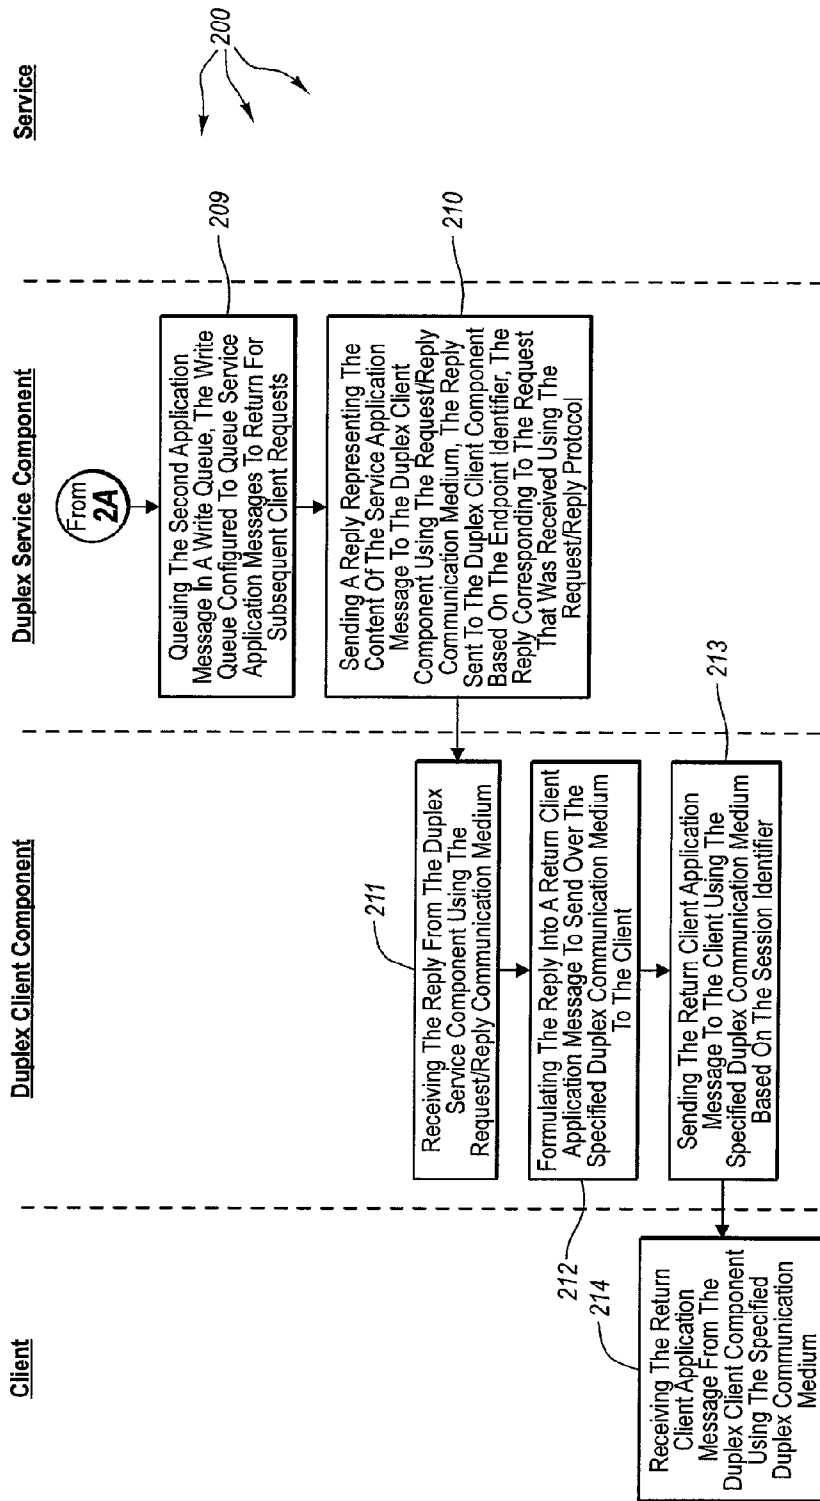 Client
Duplex Client Component
Duplex Service Component
Service
200
From
2A
209
Queuing The Second Application
Message In A Write Queue, The Write
Queue Configured To Queue Service
Application Messages To Return For
Subsequent Client Requests
210
Sending A Reply Representing The
Content Of The Service Application
Message To The Duplex Client
Component Using The Request/Reply
Communication Medium, The Reply
Sent To The Duplex Client Component
Based On The Endpoint Identifier, The
Reply Corresponding To The Request
That Was Received Using The
Request/Reply Protocol
211
Receiving The Reply From The Duplex
Service Component Using The
Request/Reply Communication Medium
212
Formulating The Reply Into A Return Client
Application Message To Send Over The
Specified Duplex Communication Medium
To The Client
213
Sending The Return Client Application
Message To The Client Using The
Specified Duplex Communication Medium
Based On The Session Identifier
214
Receiving The Return
Client Application
Message From The
Duplex Client Component
Using The Specified
Duplex Communication
Medium